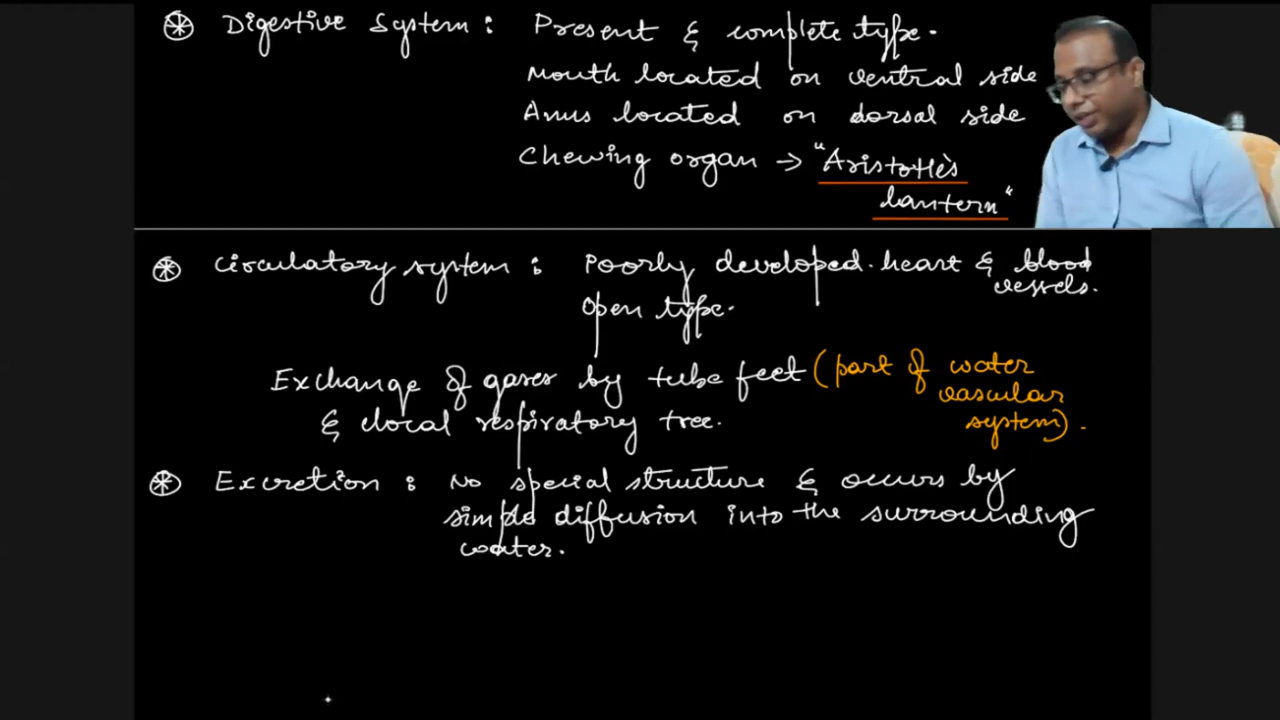 Digestive System : Present & complete type.
Mouth located on ventral side
Anus located on dorsal side
Chewing organ → "Aristotle's
lantern"
Circulatory system : Poorly developed. heart & blood
vessels.
Open type.
Exchange of gases by tube feet (part of water
vascular
& clocal respiratory tree. system).
Excretion : No special structure & occurs by
simple diffusion into the surrounding
water.